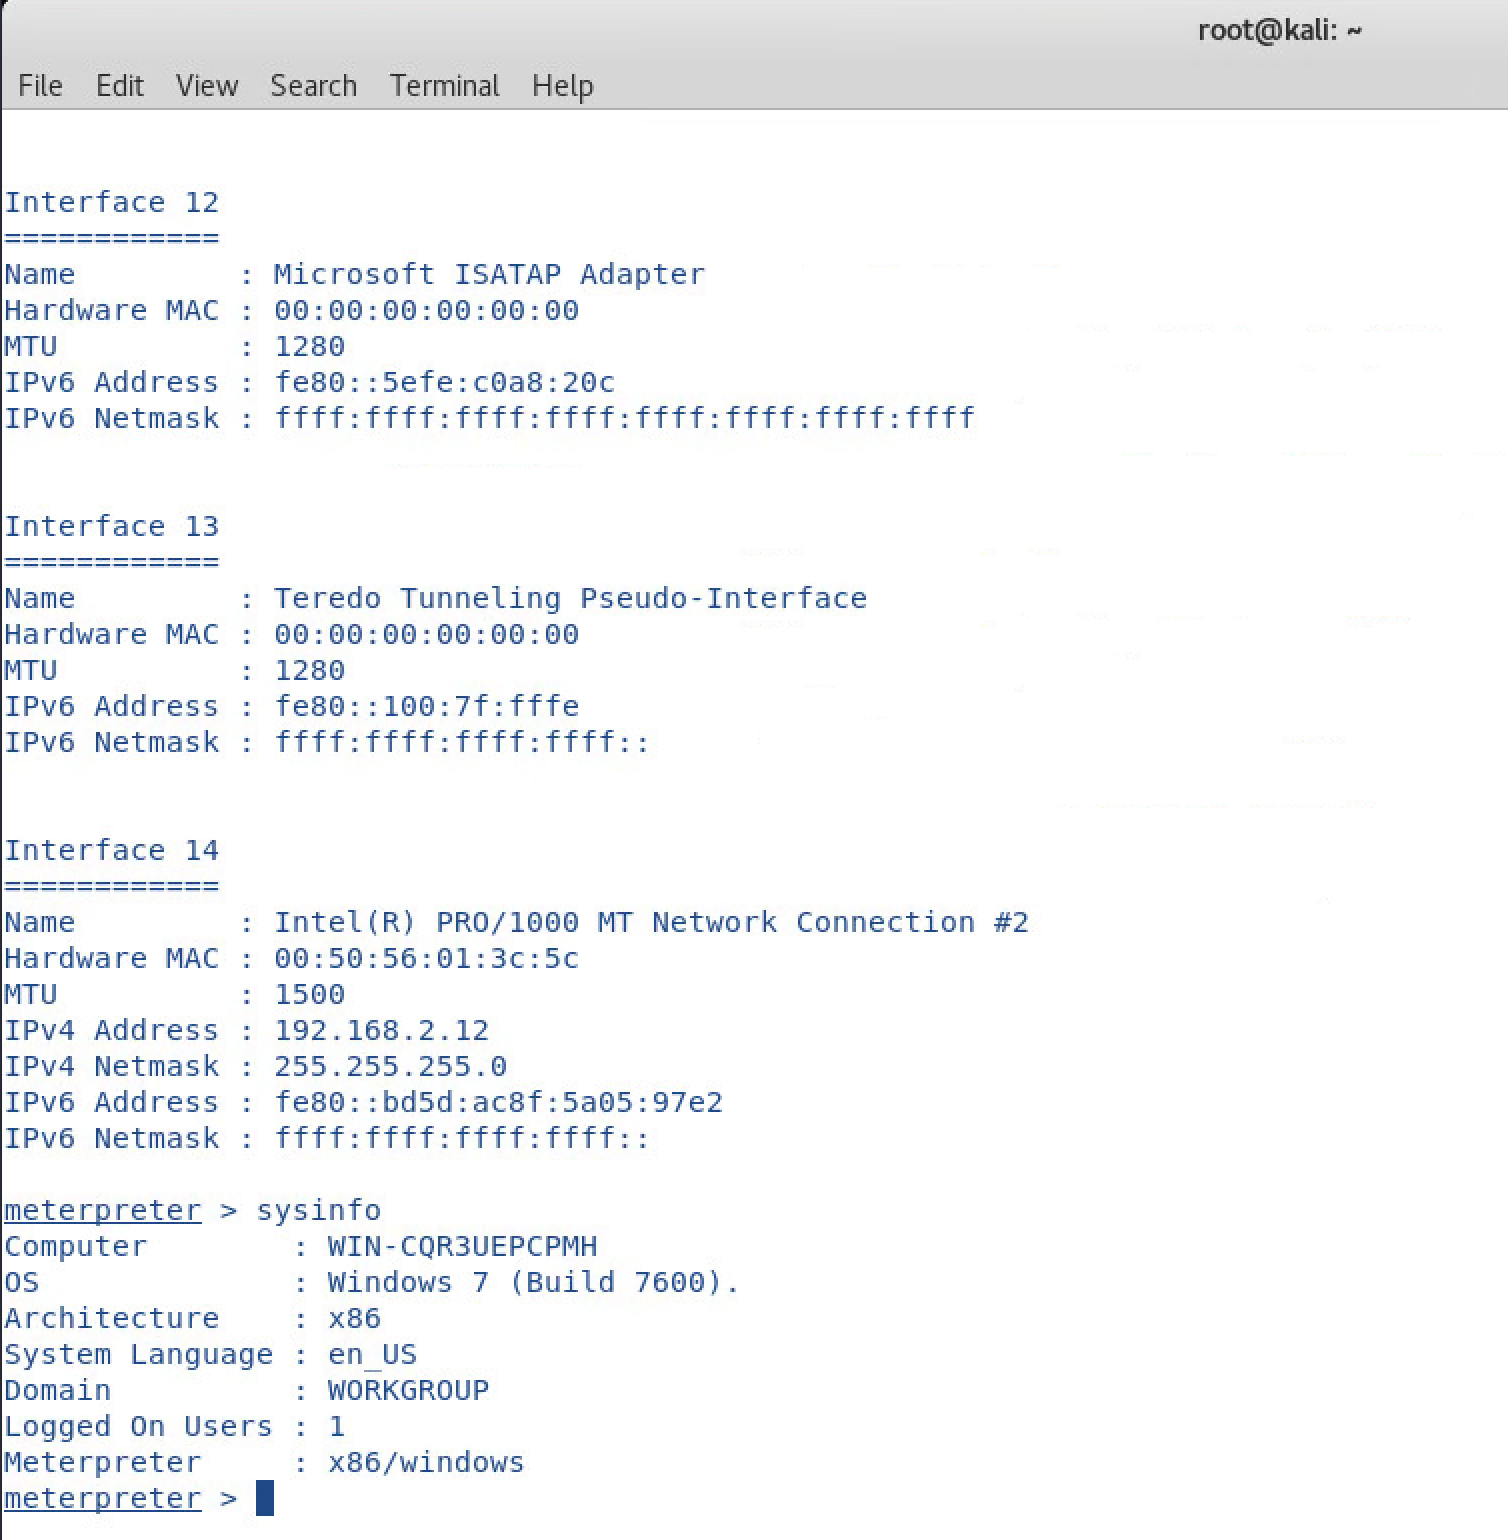 root@kali: ~
File Edit View Search Terminal Help
Interface 12
============
Name         : Microsoft ISATAP Adapter
Hardware MAC : 00:00:00:00:00:00
MTU          : 1280
IPv6 Address : fe80::5efe:c0a8:20c
IPv6 Netmask : ffff:ffff:ffff:ffff:ffff:ffff:ffff:ffff
Interface 13
============
Name         : Teredo Tunneling Pseudo-Interface
Hardware MAC : 00:00:00:00:00:00
MTU          : 1280
IPv6 Address : fe80::100:7f:fffe
IPv6 Netmask : ffff:ffff:ffff:ffff::
Interface 14
============
Name         : Intel(R) PRO/1000 MT Network Connection #2
Hardware MAC : 00:50:56:01:3c:5c
MTU          : 1500
IPv4 Address : 192.168.2.12
IPv4 Netmask : 255.255.255.0
IPv6 Address : fe80::bd5d:ac8f:5a05:97e2
IPv6 Netmask : ffff:ffff:ffff:ffff::
meterpreter > sysinfo
Computer        : WIN-CQR3UEPCPMH
OS              : Windows 7 (Build 7600).
Architecture    : x86
System Language : en_US
Domain          : WORKGROUP
Logged On Users : 1
Meterpreter     : x86/windows
meterpreter >